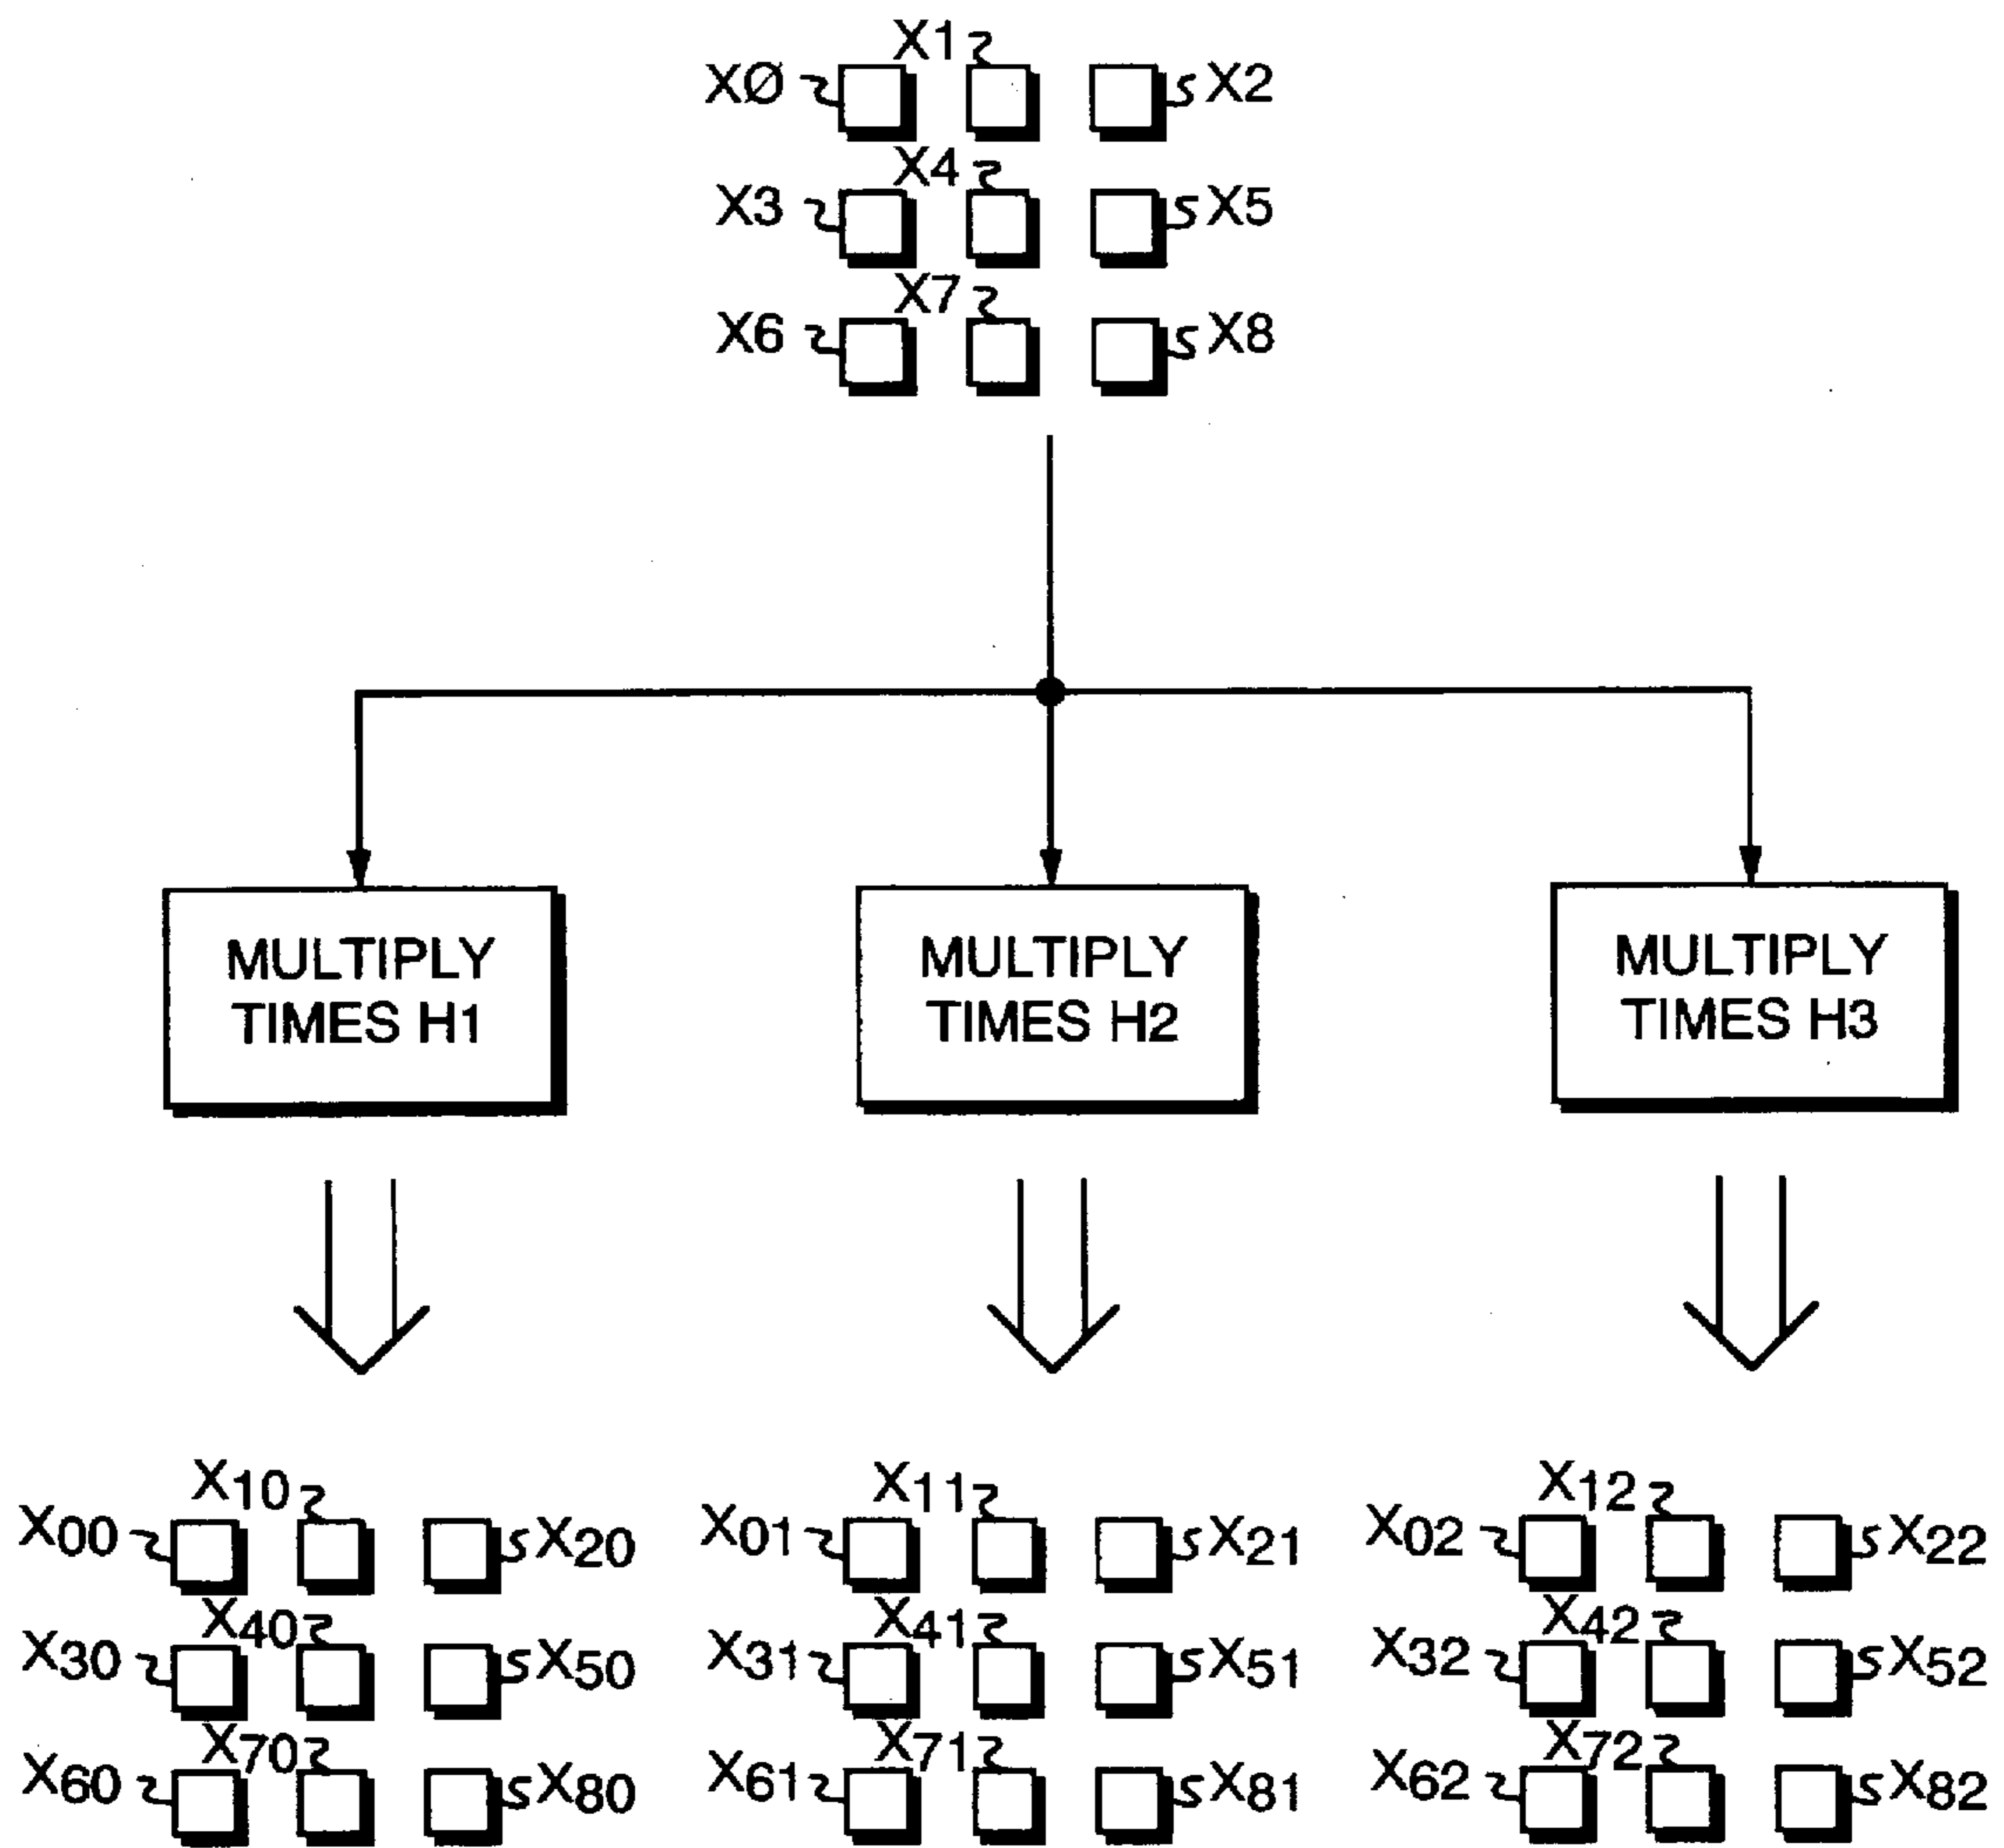 X1
XØ X2
X4
X3 X5
X7
X6 X8
MULTIPLY
TIMES H1
MULTIPLY
TIMES H2
MULTIPLY
TIMES H3
X10
X00 X20
X40
X30 X50
X70
X60 X80
X11
X01 X21
X41
X31 X51
X71
X61 X81
X12
X02 X22
X42
X32 X52
X72
X62 X82